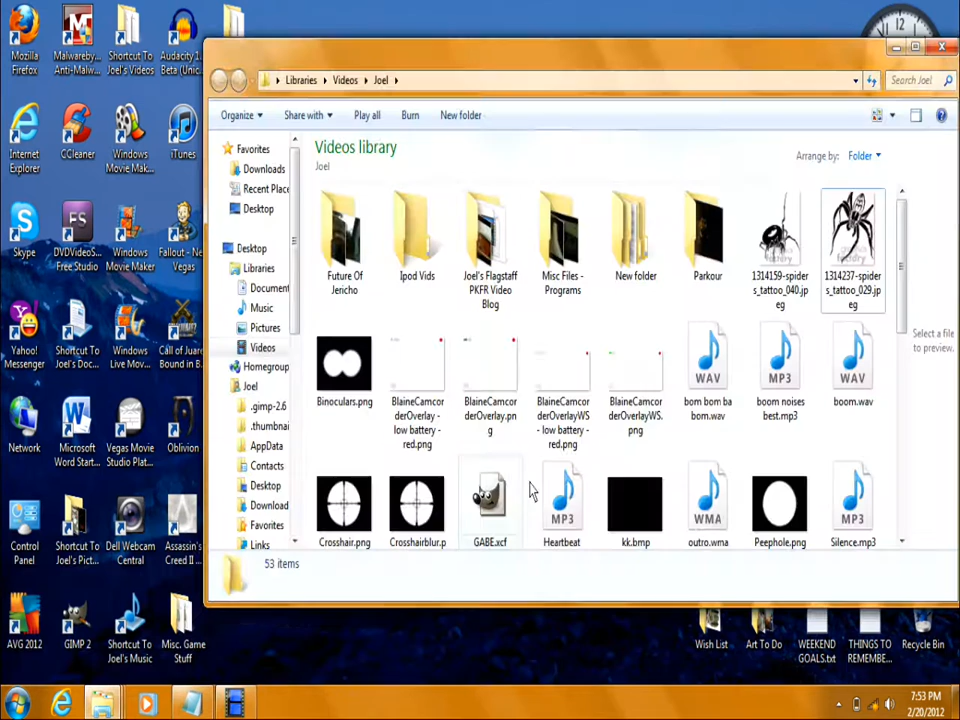 Mozilla
Firefox
Malwareby...
Anti-Malw...
Shortcut To
Joel's Videos
Audacity 1.
Beta (Unic...
12
Libraries
Videos
Joel
Search Joel
Organize
Share with
Play all
Burn
New folder
Internet
Explorer
CCleaner
Windows
Movie Mak...
iTunes
Favorites
Downloads
Recent Place
Desktop
Videos library
Joel
Arrange by:
Folder
Skype
DVDVideoS...
Free Studio
Windows
Movie Maker
Fallout - Ne
Vegas
Desktop
Libraries
Document
Music
Pictures
Videos
Homegroup
Joel
.gimp-2.6
.thumbnai
AppData
Contacts
Desktop
Download
Favorites
Links
Future Of
Jericho
Ipod Vids
Joel's Flagstaff
PKFR Video
Blog
Misc Files -
Programs
New folder
Parkour
1314159-spider
s_tattoo_040.jp
eg
1314237-spider
s_tattoo_029.jp
eg
Select a file
to preview.
Yahoo!
Messenger
Shortcut To
Joel's Doc...
Windows
Live Mov...
Call of Juare
Bound in B...
Binoculars.png
BlaineCamcor
derOverlay -
low battery -
red.png
BlaineCamcor
derOverlay.pn
g
BlaineCamcor
derOverlayWS
- low battery -
red.png
BlaineCamcor
derOverlayWS.
png
WAV
bom bom ba
bom.wav
MP3
boom noises
best.mp3
WAV
boom.wav
Network
W
Microsoft
Word Start...
Vegas Movie
Studio Plat...
Oblivion
Crosshair.png
Crosshairblur.p
GABE.xcf
MP3
Heartbeat
kk.bmp
WMA
outro.wma
Peephole.png
MP3
Silence.mp3
Control
Panel
Shortcut To
Joel's Pict...
Dell Webcam
Central
Assassin's
Creed II ...
53 items
AVG 2012
GIMP 2
Shortcut To
Joel's Music
Misc. Game
Stuff
Wish List
Art To Do
WEEKEND
GOALS.txt
THINGS TO
REMEMBE...
Recycle Bin
7:53 PM
2/20/2012